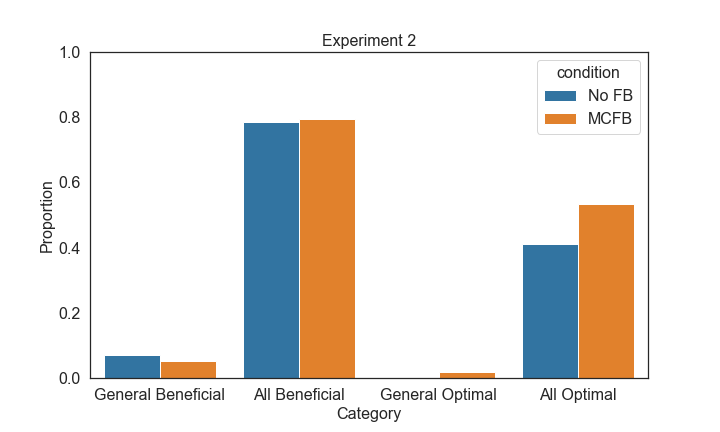 Experiment 2
1.0
0.8
0.6
0.4
0.2
0.0
Proportion
condition
No FB
MCFB
General Beneficial
All Beneficial
General Optimal
All Optimal
Category